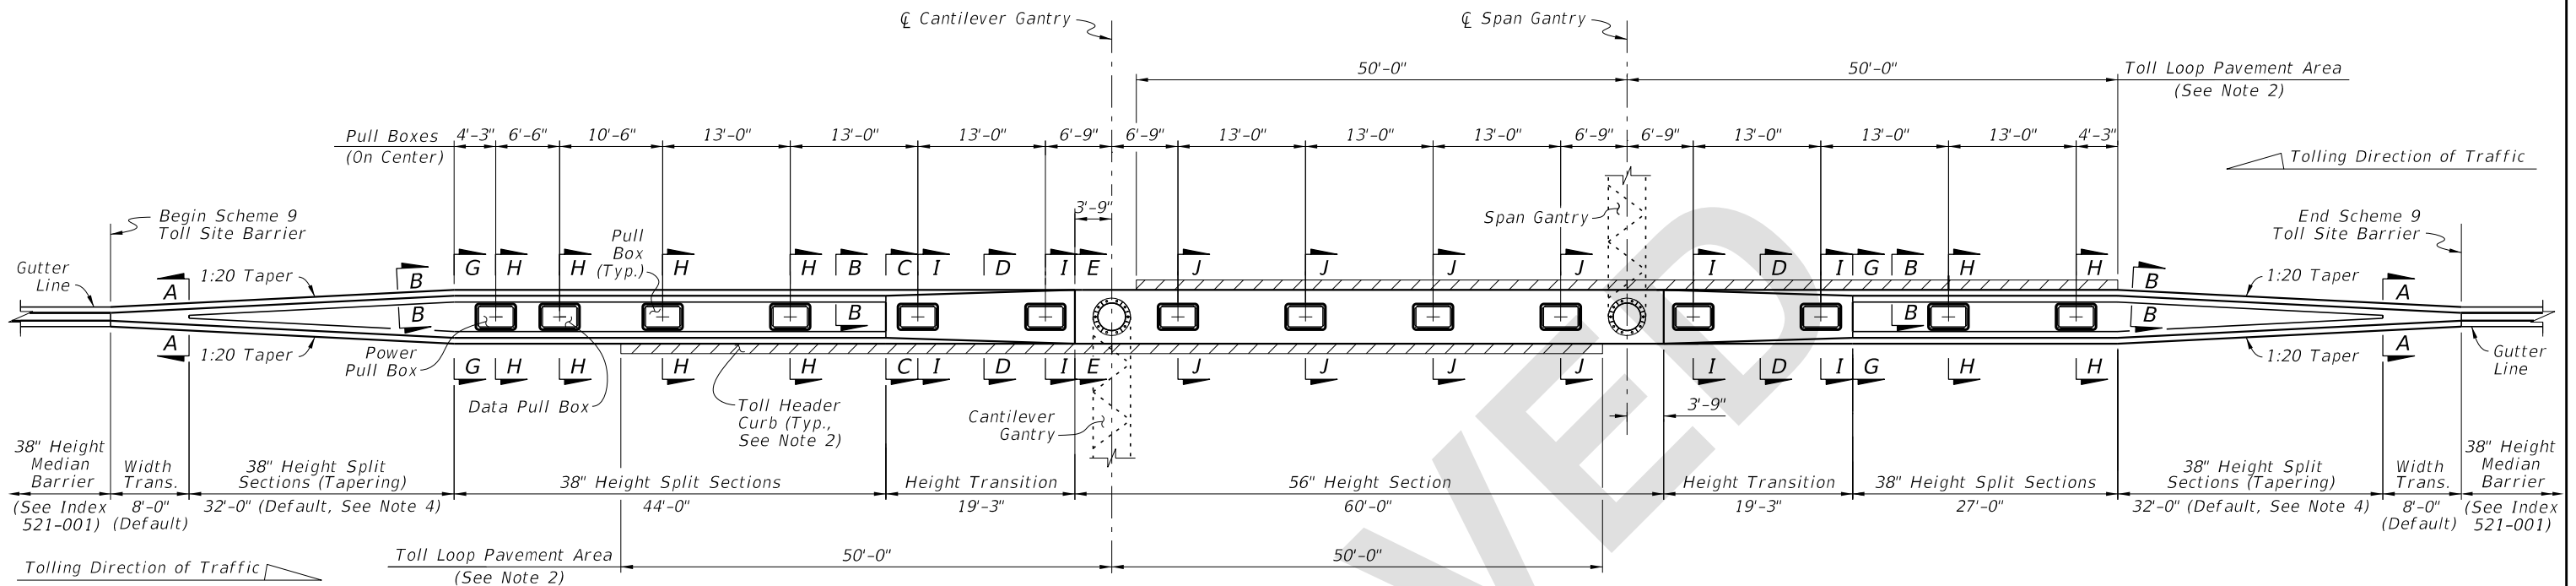 ℄ Cantilever Gantry
℄ Span Gantry
50'-0"
50'-0"
Toll Loop Pavement Area
(See Note 2)
Pull Boxes
(On Center)
4'-3"
6'-6"
10'-6"
13'-0"
13'-0"
13'-0"
6'-9"
6'-9"
13'-0"
13'-0"
13'-0"
6'-9"
6'-9"
13'-0"
13'-0"
13'-0"
4'-3"
Tolling Direction of Traffic
Begin Scheme 9
Toll Site Barrier
3'-9"
Span Gantry
End Scheme 9
Toll Site Barrier
Pull
Box
(Typ.)
Gutter
Line
1:20 Taper
1:20 Taper
A
B
G
H
H
H
H
B
C
I
D
I
E
J
J
J
J
I
D
I
G
B
H
H
B
A
B
B
B
B
A
1:20 Taper
Power
Pull Box
G
H
H
H
H
C
I
D
I
E
J
J
J
J
I
D
I
G
H
H
1:20 Taper
A
Gutter
Line
Data Pull Box
Toll Header
Curb (Typ.,
See Note 2)
Cantilever
Gantry
3'-9"
38" Height
Median
Barrier
(See Index
521-001)
Width
Trans.
8'-0"
(Default)
38" Height Split
Sections (Tapering)
32'-0" (Default, See Note 4)
38" Height Split Sections
44'-0"
Height Transition
19'-3"
56" Height Section
60'-0"
Height Transition
19'-3"
38" Height Split Sections
27'-0"
38" Height Split
Sections (Tapering)
32'-0" (Default, See Note 4)
Width
Trans.
8'-0"
(Default)
38" Height
Median
Barrier
(See Index
521-001)
Tolling Direction of Traffic
Toll Loop Pavement Area
(See Note 2)
50'-0"
50'-0"
VED